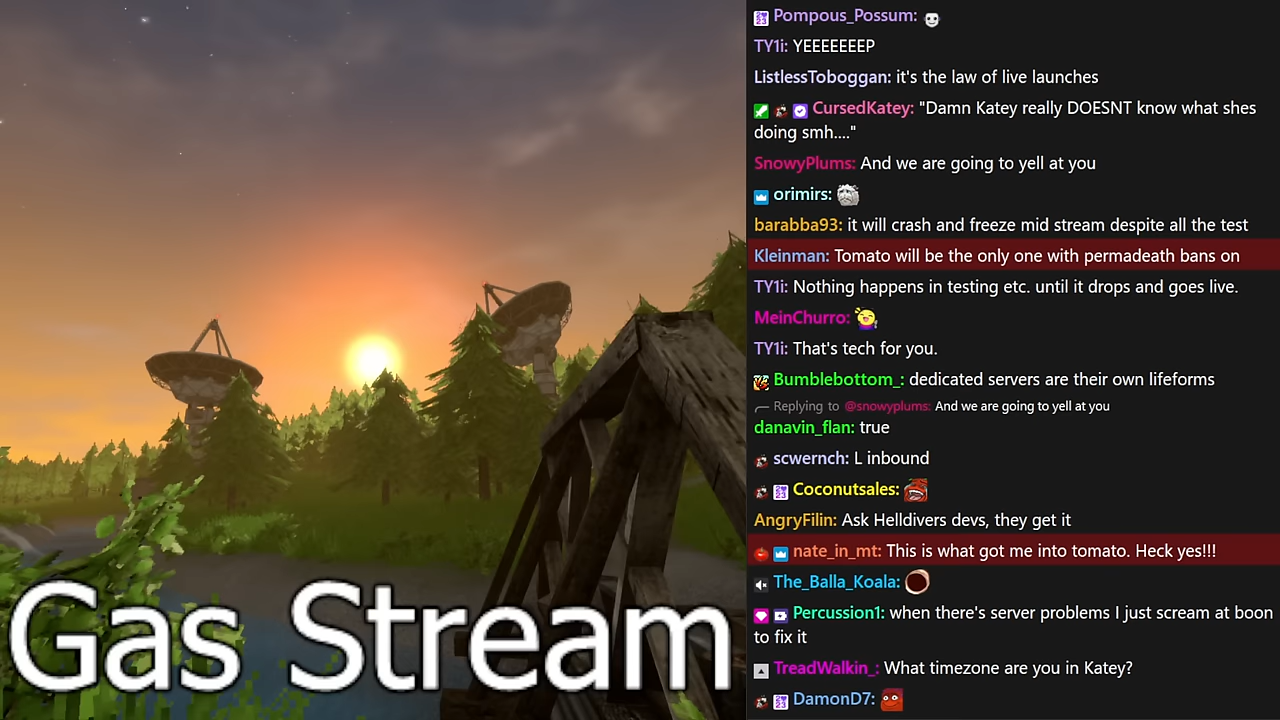 Pompous_Possum:
TY1i: YEEEEEEEP
ListlessToboggan: it's the law of live launches
CursedKatey: "Damn Katey really DOESNT know what shes
doing smh...."
SnowyPlums: And we are going to yell at you
orimirs:
barabba93: it will crash and freeze mid stream despite all the test
Kleinman: Tomato will be the only one with permadeath bans on
TY1i: Nothing happens in testing etc. until it drops and goes live.
MeinChurro:
TY1i: That's tech for you.
Bumblebottom_: dedicated servers are their own lifeforms
Replying to @snowyplums: And we are going to yell at you
danavin_flan: true
scwernch: L inbound
Coconutsales:
AngryFilin: Ask Helldivers devs, they get it
nate_in_mt: This is what got me into tomato. Heck yes!!!
The_Balla_Koala:
Percussion1: when there's server problems I just scream at boon
to fix it
TreadWalkin_: What timezone are you in Katey?
DamonD7:
Gas Stream